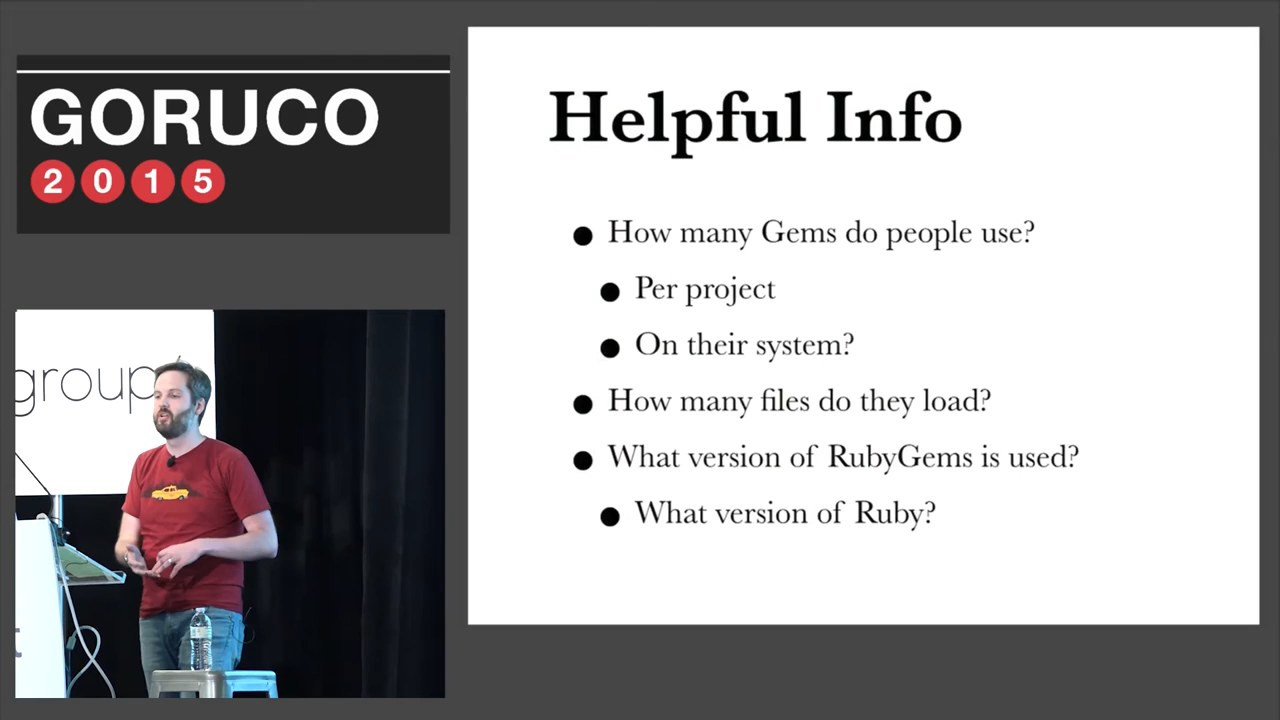 GORUCO
2015
group
t
Helpful Info
How many Gems do people use?
Per project
On their system?
How many files do they load?
What version of RubyGems is used?
What version of Ruby?